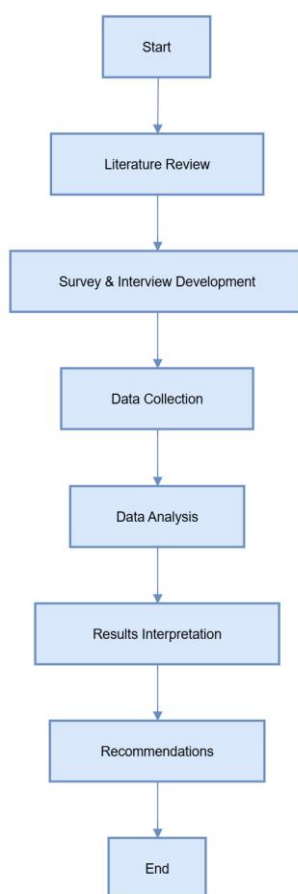 Start
Literature Review
Survey & Interview Development
Data Collection
Data Analysis
Results Interpretation
Recommendations
End